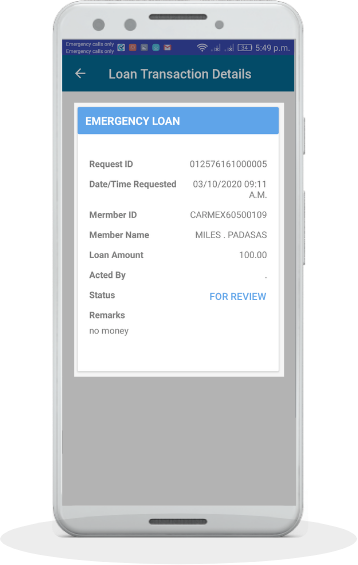 Emergency calls only
Emergency calls only
34 5:49 p.m.
Loan Transaction Details
EMERGENCY LOAN
Request ID 012576161000005
Date/Time Requested 03/10/2020 09:11
A.M.
Mermber ID CARMEX60500109
Member Name MILES . PADASAS
Loan Amount 100.00
Acted By .
Status FOR REVIEW
Remarks
no money